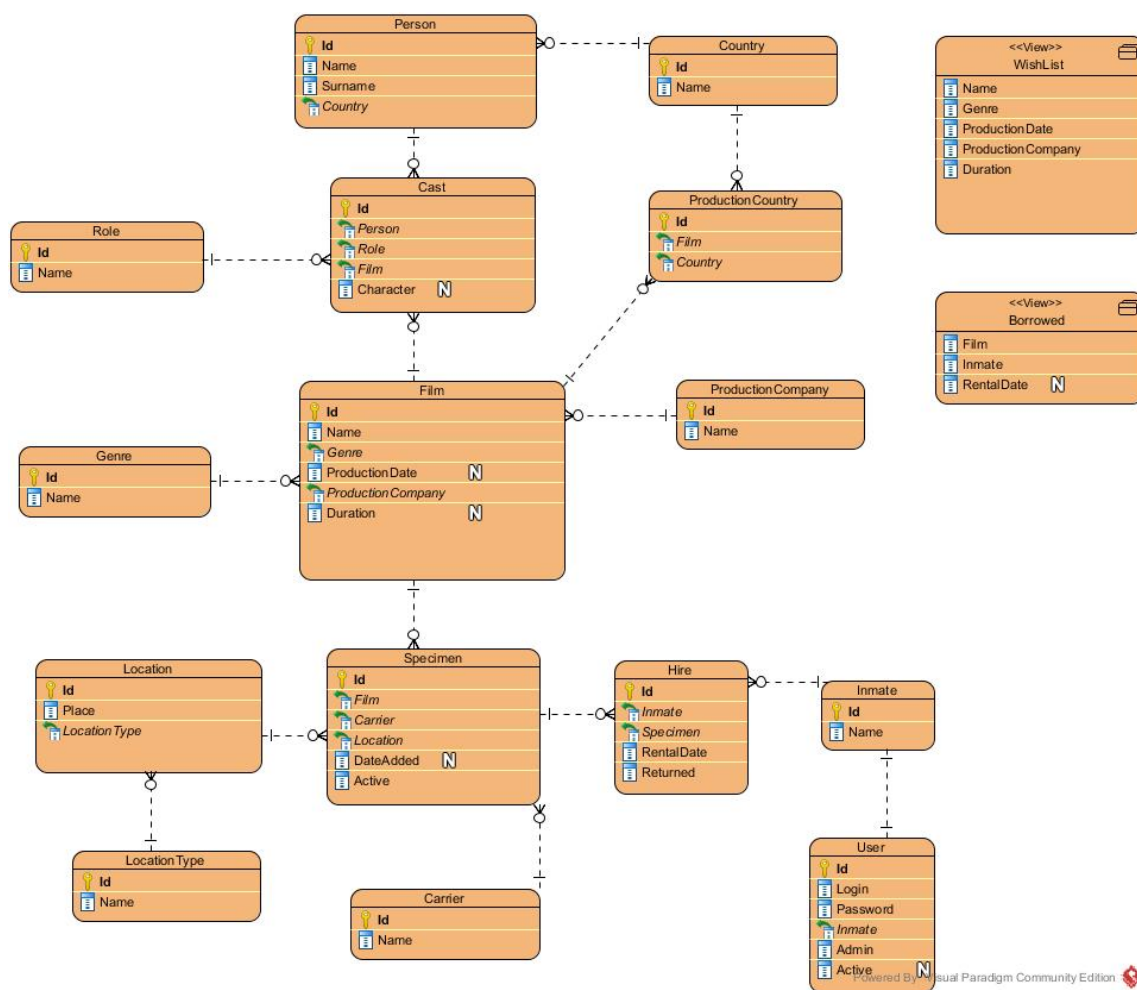 Person
Id
Name
Surname
Country
Country
Id
Name
<<View>>
WishList
Name
Genre
ProductionDate
ProductionCompany
Duration
Cast
Id
Person
Role
Film
Character N
ProductionCountry
Id
Film
Country
Role
Id
Name
<<View>>
Borrowed
Film
Inmate
RentalDate N
Film
Id
Name
Genre
ProductionDate N
ProductionCompany
Duration N
ProductionCompany
Id
Name
Genre
Id
Name
Location
Id
Place
LocationType
Specimen
Id
Film
Carrier
Location
DateAdded N
Active
Hire
Id
Inmate
Specimen
RentalDate
Returned
Inmate
Id
Name
LocationType
Id
Name
Carrier
Id
Name
User
Id
Login
Password
Inmate
Admin
Active N
Powered By Visual Paradigm Community Edition